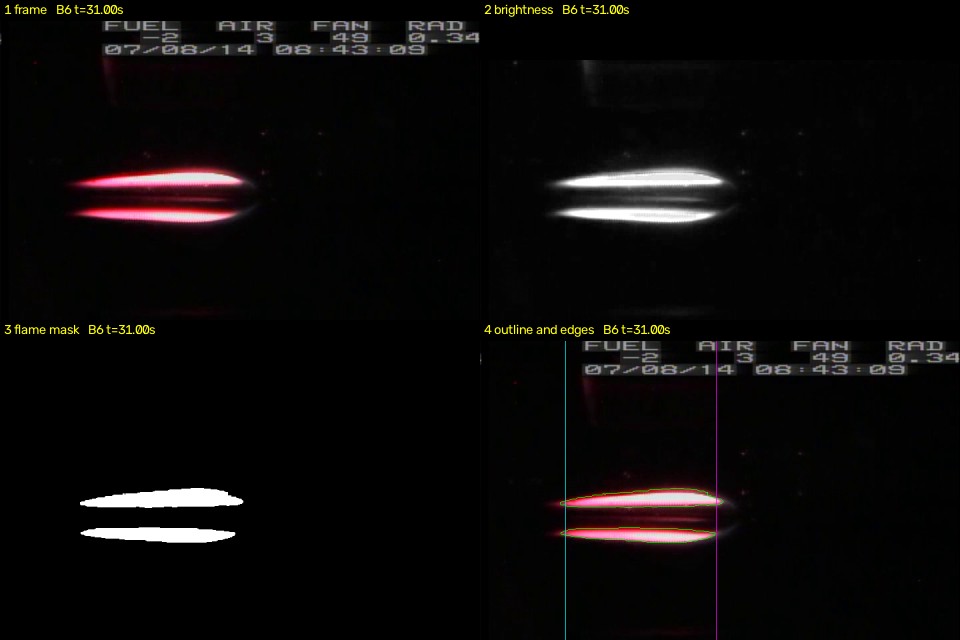 1 frame B6 t=31.00s
FUEL AIR FAN RAD
-2 3 49 0.34
07/08/14 08:43:09
2 brightness B6 t=31.00s
3 flame mask B6 t=31.00s
4 outline and edges B6 t=31.00s
FUEL AIR FAN RAD
-2 3 49 0.34
07/08/14 08:43:09